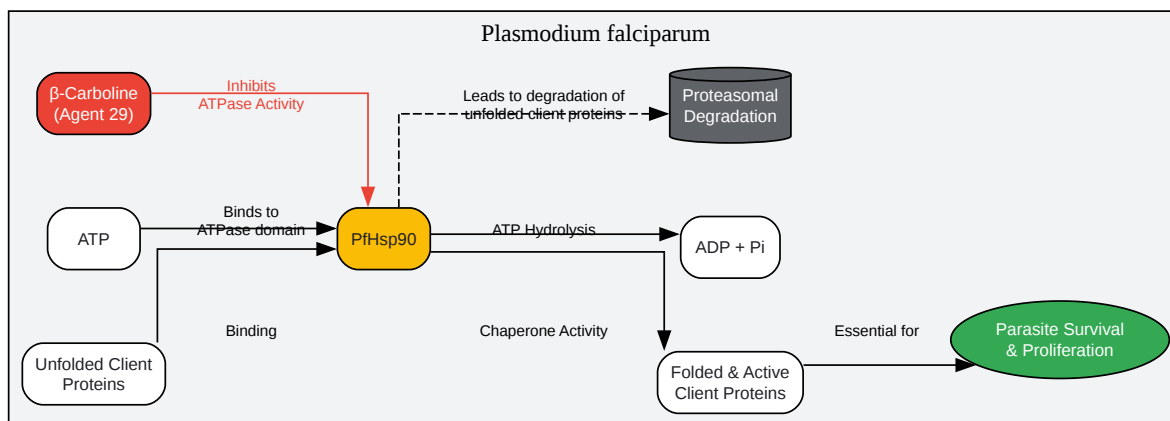 Plasmodium falciparum
β-Carboline
(Agent 29)
Inhibits
ATPase Activity
Leads to degradation of
unfolded client proteins
Proteasomal
Degradation
ATP
Binds to
ATPase domain
PfHsp90
ATP Hydrolysis
ADP + Pi
Unfolded Client
Proteins
Binding
Chaperone Activity
Folded & Active
Client Proteins
Essential for
Parasite Survival
& Proliferation